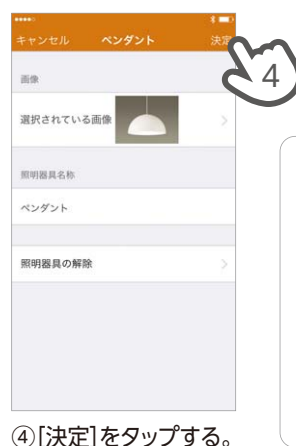 キャンセル ペンダント 決定
4
画像
選択されている画像
照明器具名称
ペンダント
照明器具の解除
④[決定]をタップする。